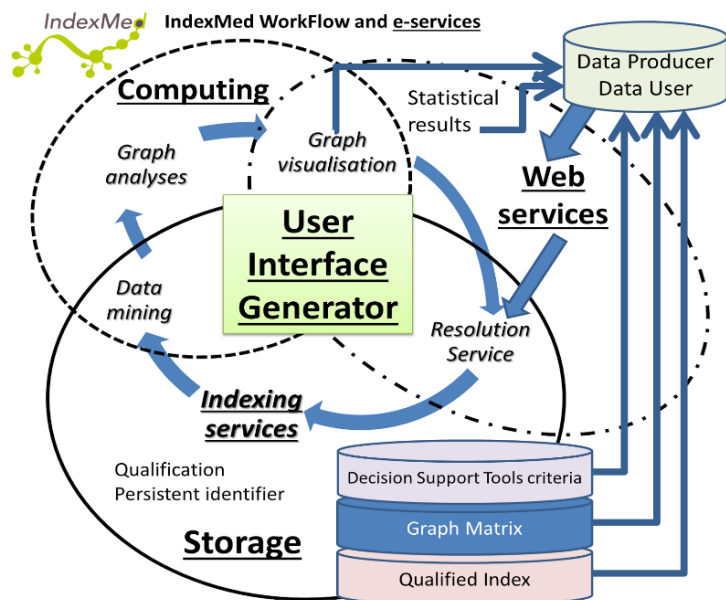 IndexMed
IndexMed WorkFlow and e-services
Data Producer
Data User
Computing
Statistical
results
Graph
visualisation
Graph
analyses
Web
services
User
Interface
Generator
Data
mining
Resolution
Service
Indexing
services
Qualification
Persistent identifier
Storage
Decision Support Tools criteria
Graph Matrix
Qualified Index